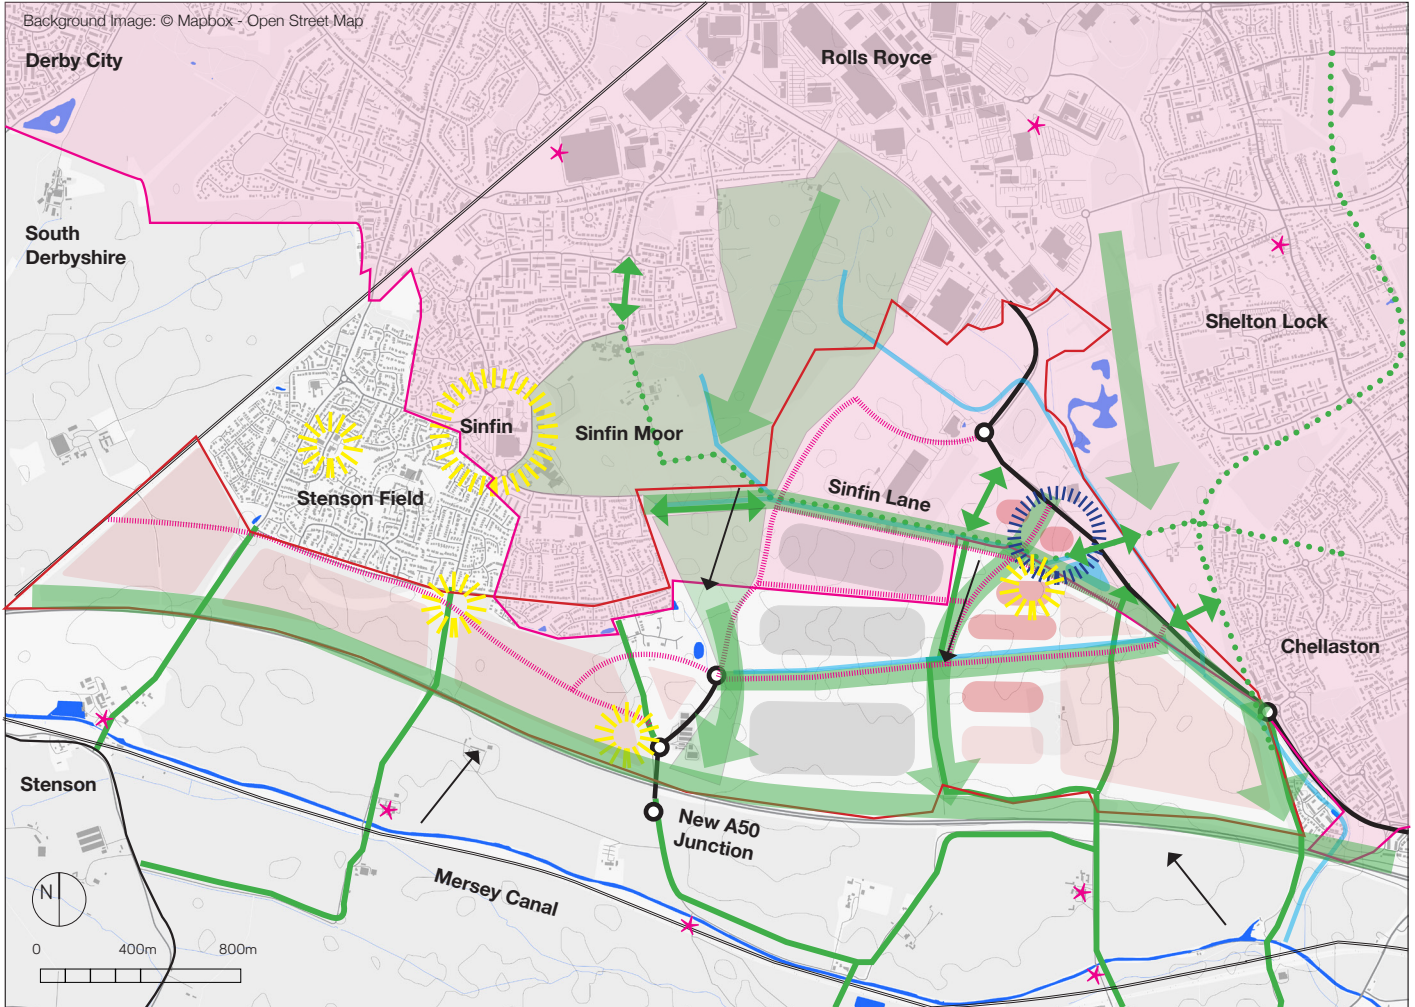 Background Image: © Mapbox - Open Street Map
Derby City
Rolls Royce
South
Derbyshire
Shelton Lock
Sinfin
Sinfin Moor
Stenson Field
Sinfin Lane
Chellaston
Stenson
New A50
Junction
Mersey Canal
N
0 400m 800m